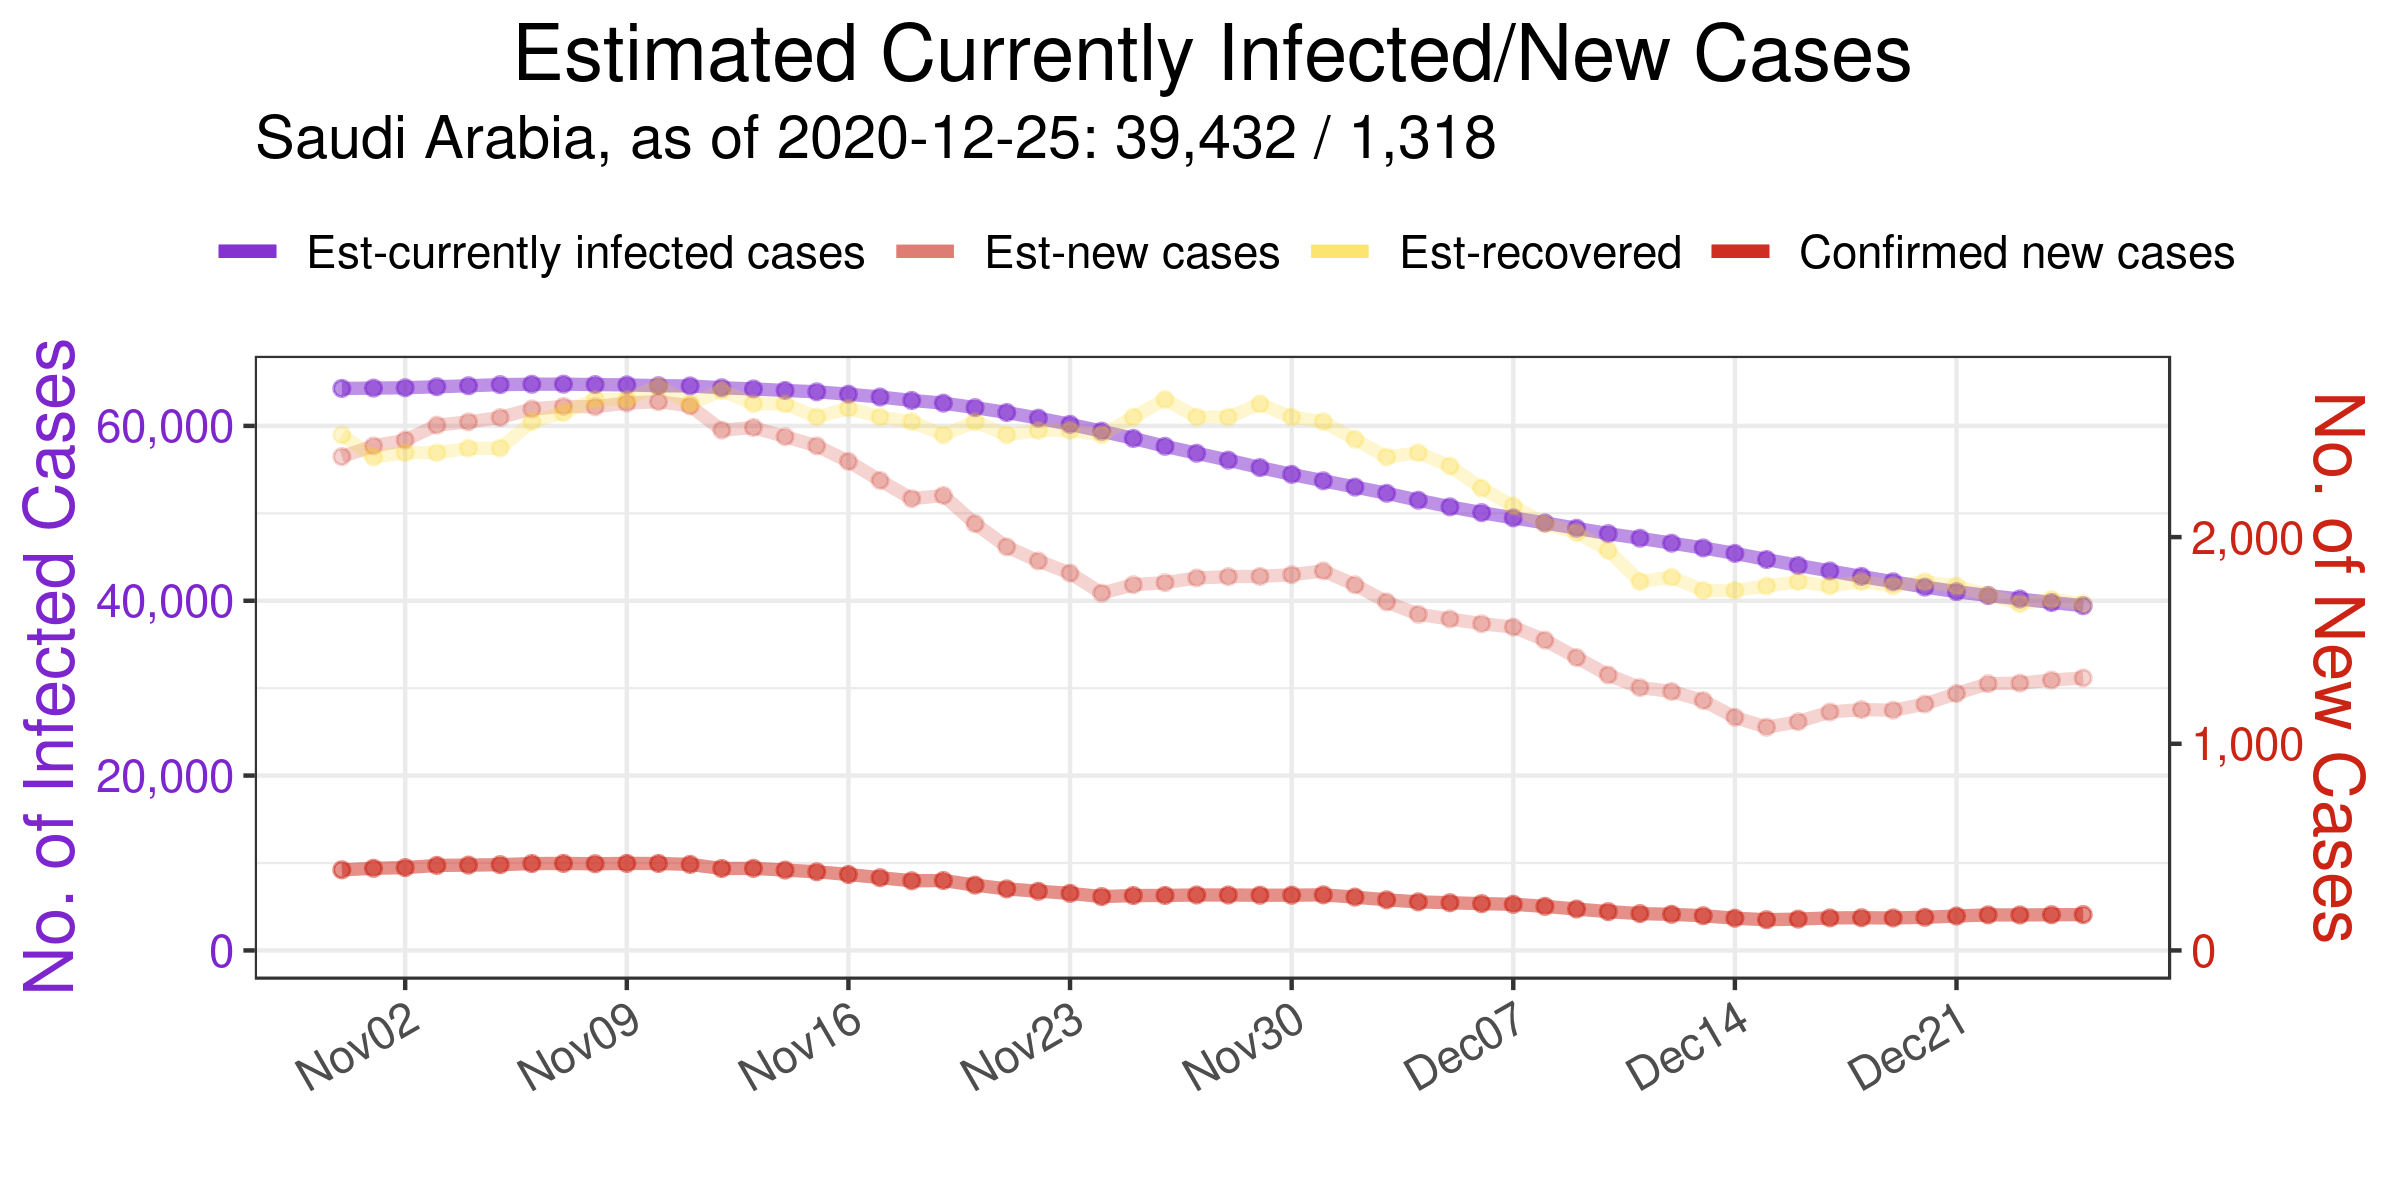 Estimated Currently Infected/New Cases
Saudi Arabia, as of 2020-12-25: 39,432 / 1,318
Est-currently infected cases Est-new cases Est-recovered Confirmed new cases
No. of Infected Cases
60,000
40,000
20,000
0
2,000
1,000
0
No. of New Cases
Nov02 Nov09 Nov16 Nov23 Nov30 Dec07 Dec14 Dec21